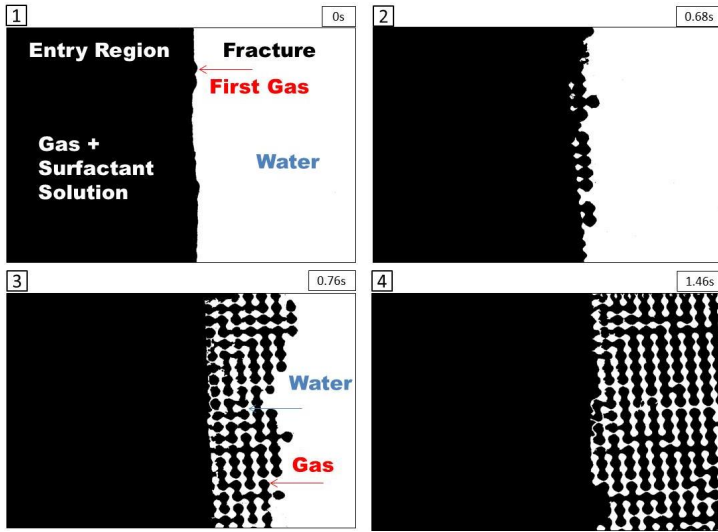 1
0s
Entry Region
Fracture
First Gas
Gas +
Surfactant
Solution
Water
2
0.68s
3
0.76s
Water
Gas
4
1.46s